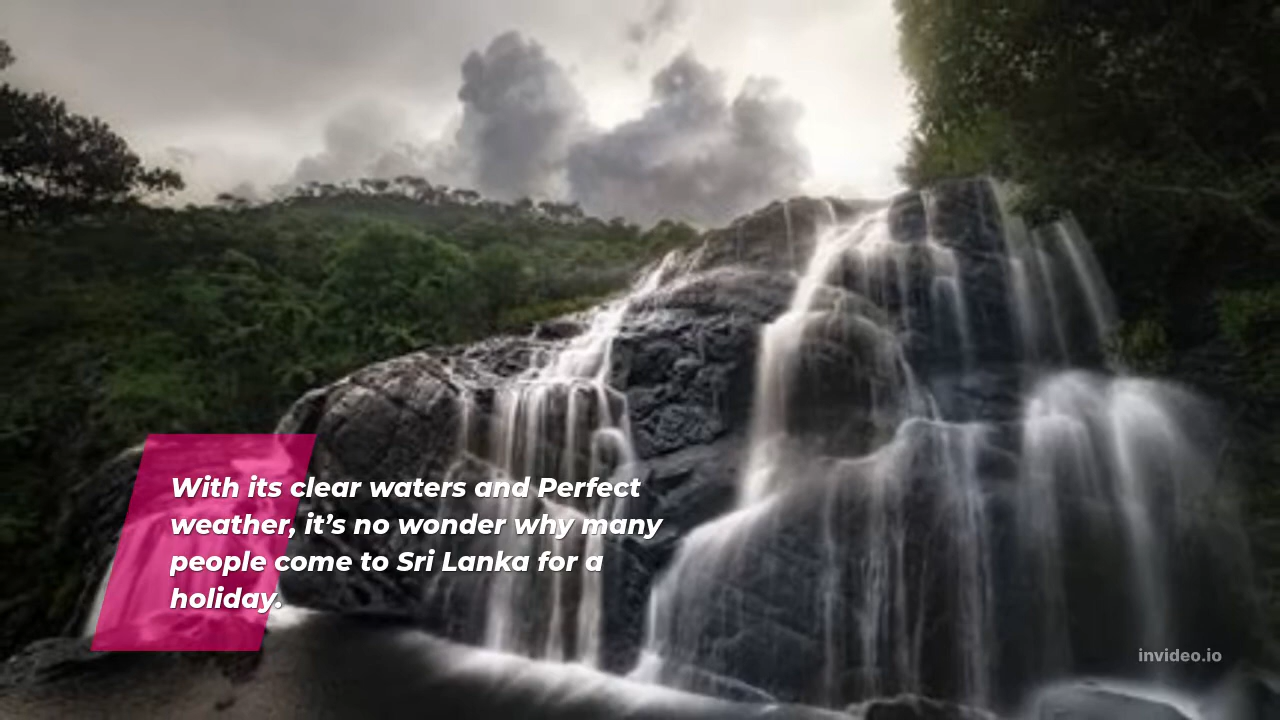 With its clear waters and Perfect
weather, it’s no wonder why many
people come to Sri Lanka for a
holiday.
invideo.io